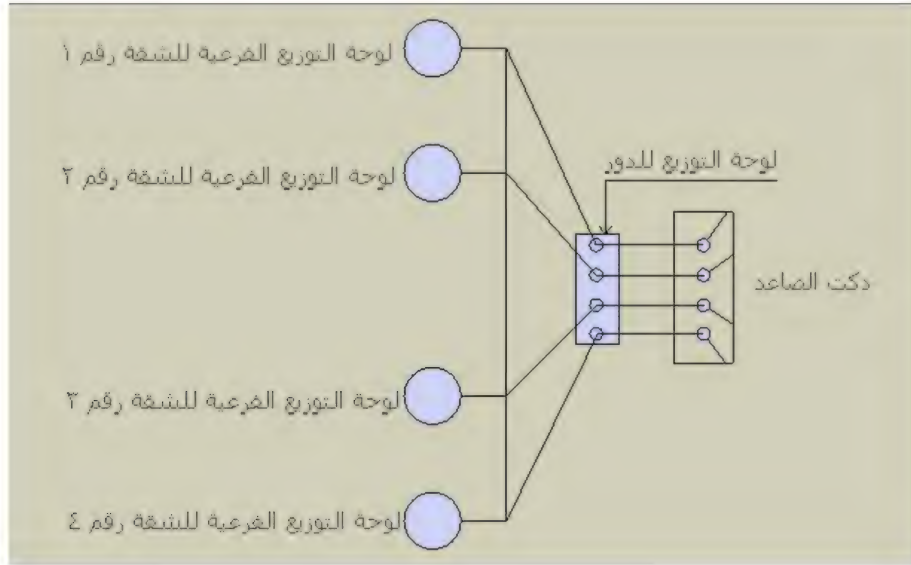 لوحة التوزيع الفرعية للشقة رقم ١
لوحة التوزيع الفرعية للشقة رقم ٢
لوحة التوزيع للدور
دكت الصاعد
لوحة التوزيع الفرعية للشقة رقم ٣
لوحة التوزيع الفرعية للشقة رقم ٤